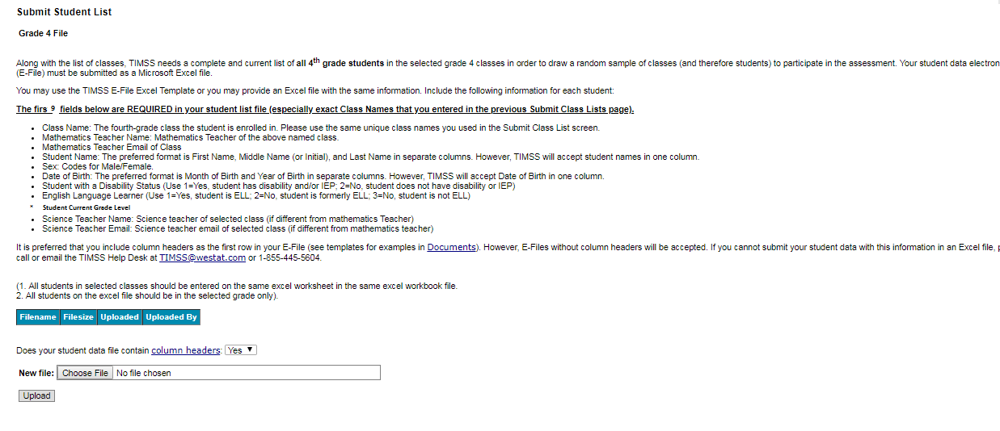 Submit Student List
Grade 4 File
Along with the list of classes, TIMSS needs a complete and current list of all 4th grade students in the selected grade 4 classes in order to draw a random sample of classes (and therefore students) to participate in the assessment. Your student data electron
(E-File) must be submitted as a Microsoft Excel file.
You may use the TIMSS E-File Excel Template or you may provide an Excel file with the same information. Include the following information for each student:
The firs 9 fields below are REQUIRED in your student list file (especially exact Class Names that you entered in the previous Submit Class Lists page).
• Class Name: The fourth-grade class the student is enrolled in. Please use the same unique class names you used in the Submit Class List screen.
• Mathematics Teacher Name: Mathematics Teacher of the above named class.
• Mathematics Teacher Email of Class
• Student Name: The preferred format is First Name, Middle Name (or Initial), and Last Name in separate columns. However, TIMSS will accept student names in one column.
• Sex: Codes for Male/Female.
• Date of Birth: The preferred format is Month of Birth and Year of Birth in separate columns. However, TIMSS will accept Date of Birth in one column.
• Student with a Disability Status (Use 1=Yes, student has disability and/or IEP; 2=No, student does not have disability or IEP)
• English Language Learner (Use 1=Yes, student is ELL; 2=No, student is formerly ELL; 3=No, student is not ELL)
* Student Current Grade Level
• Science Teacher Name: Science teacher of selected class (if different from mathematics Teacher)
• Science Teacher Email: Science teacher email of selected class (if different from mathematics teacher)
It is preferred that you include column headers as the first row in your E-File (see templates for examples in Documents). However, E-Files without column headers will be accepted. If you cannot submit your student data with this information in an Excel file,
call or email the TIMSS Help Desk at TIMSS@westat.com or 1-855-445-5604.
(1. All students in selected classes should be entered on the same excel worksheet in the same excel workbook file.
2. All students on the excel file should be in the selected grade only).
Filename Filesize Uploaded Uploaded By
Does your student data file contain column headers: Yes ▼
New file: Choose File No file chosen
Upload